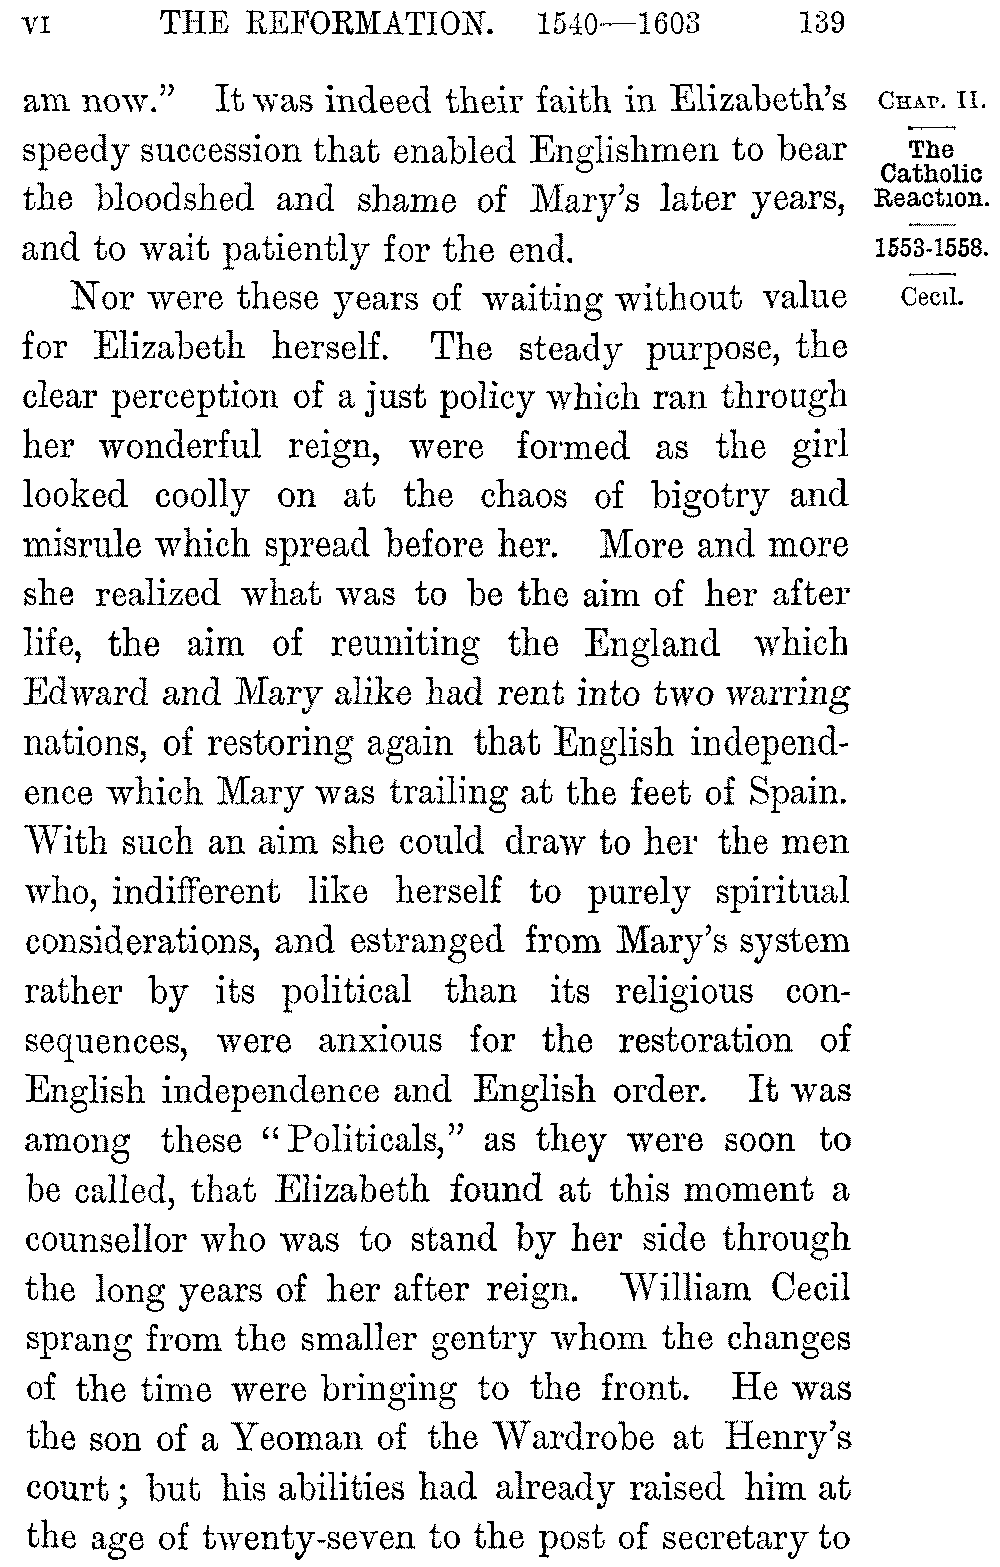 VI THE REFORMATION. 1540—1603 139
am now.” It was indeed their faith in Elizabeth’s
speedy succession that enabled Englishmen to bear
the bloodshed and shame of Mary’s later years,
and to wait patiently for the end.
Nor were these years of waiting without value
for Elizabeth herself. The steady purpose, the
clear perception of a just policy which ran through
her wonderful reign, were formed as the girl
looked coolly on at the chaos of bigotry and
misrule which spread before her. More and more
she realized what was to be the aim of her after
life, the aim of reuniting the England which
Edward and Mary alike had rent into two warring
nations, of restoring again that English independ-
ence which Mary was trailing at the feet of Spain.
With such an aim she could draw to her the men
who, indifferent like herself to purely spiritual
considerations, and estranged from Mary’s system
rather by its political than its religious con-
sequences, were anxious for the restoration of
English independence and English order. It was
among these “Politicals,” as they were soon to
be called, that Elizabeth found at this moment a
counsellor who was to stand by her side through
the long years of her after reign. William Cecil
sprang from the smaller gentry whom the changes
of the time were bringing to the front. He was
the son of a Yeoman of the Wardrobe at Henry’s
court; but his abilities had already raised him at
the age of twenty-seven to the post of secretary to
CHAP. II.
The
Catholic
Reaction.
1553-1558.
Cecil.